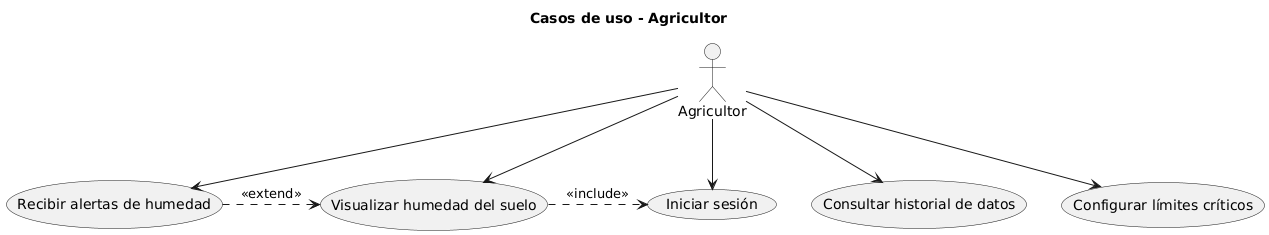 Casos de uso - Agricultor
Agricultor
Recibir alertas de humedad
«extend»
Visualizar humedad del suelo
«include»
Iniciar sesión
Consultar historial de datos
Configurar límites críticos